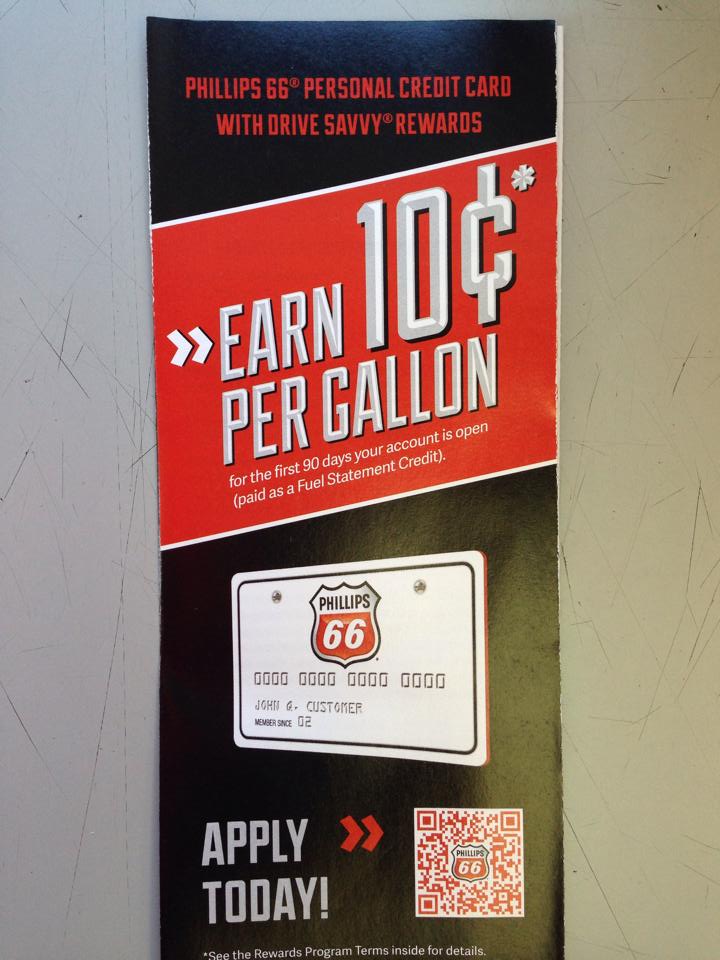 PHILLIPS 66® PERSONAL CREDIT CARD
WITH DRIVE SAVVY® REWARDS
» EARN 10¢*
PER GALLON
for the first 90 days your account is open
(paid as a Fuel Statement Credit).
PHILLIPS
66®
0000 0000 0000 0000
JOHN Q. CUSTOMER
MEMBER SINCE 02
APPLY »
TODAY!
PHILLIPS
66
*See the Rewards Program Terms inside for details.